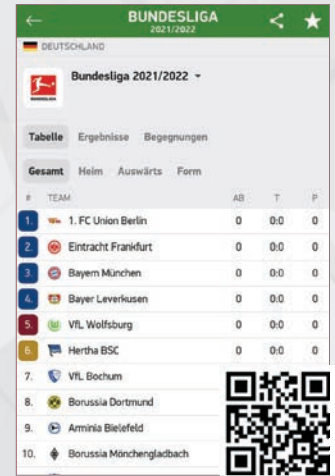 BUNDESLIGA
2021/2022
DEUTSCHLAND
Bundesliga 2021/2022
Tabelle Ergebnisse Begegnungen
Gesamt Heim Auswärts Form
# TEAM AB T P
1. 1. FC Union Berlin 0 0:0 0
2. Eintracht Frankfurt 0 0:0 0
3. Bayern München 0 0:0 0
4. Bayer Leverkusen 0 0:0 0
5. VfL Wolfsburg 0 0:0 0
6. Hertha BSC 0 0:0 0
7. VfL Bochum
8. Borussia Dortmund
9. Arminia Bielefeld
10. Borussia Mönchengladbach